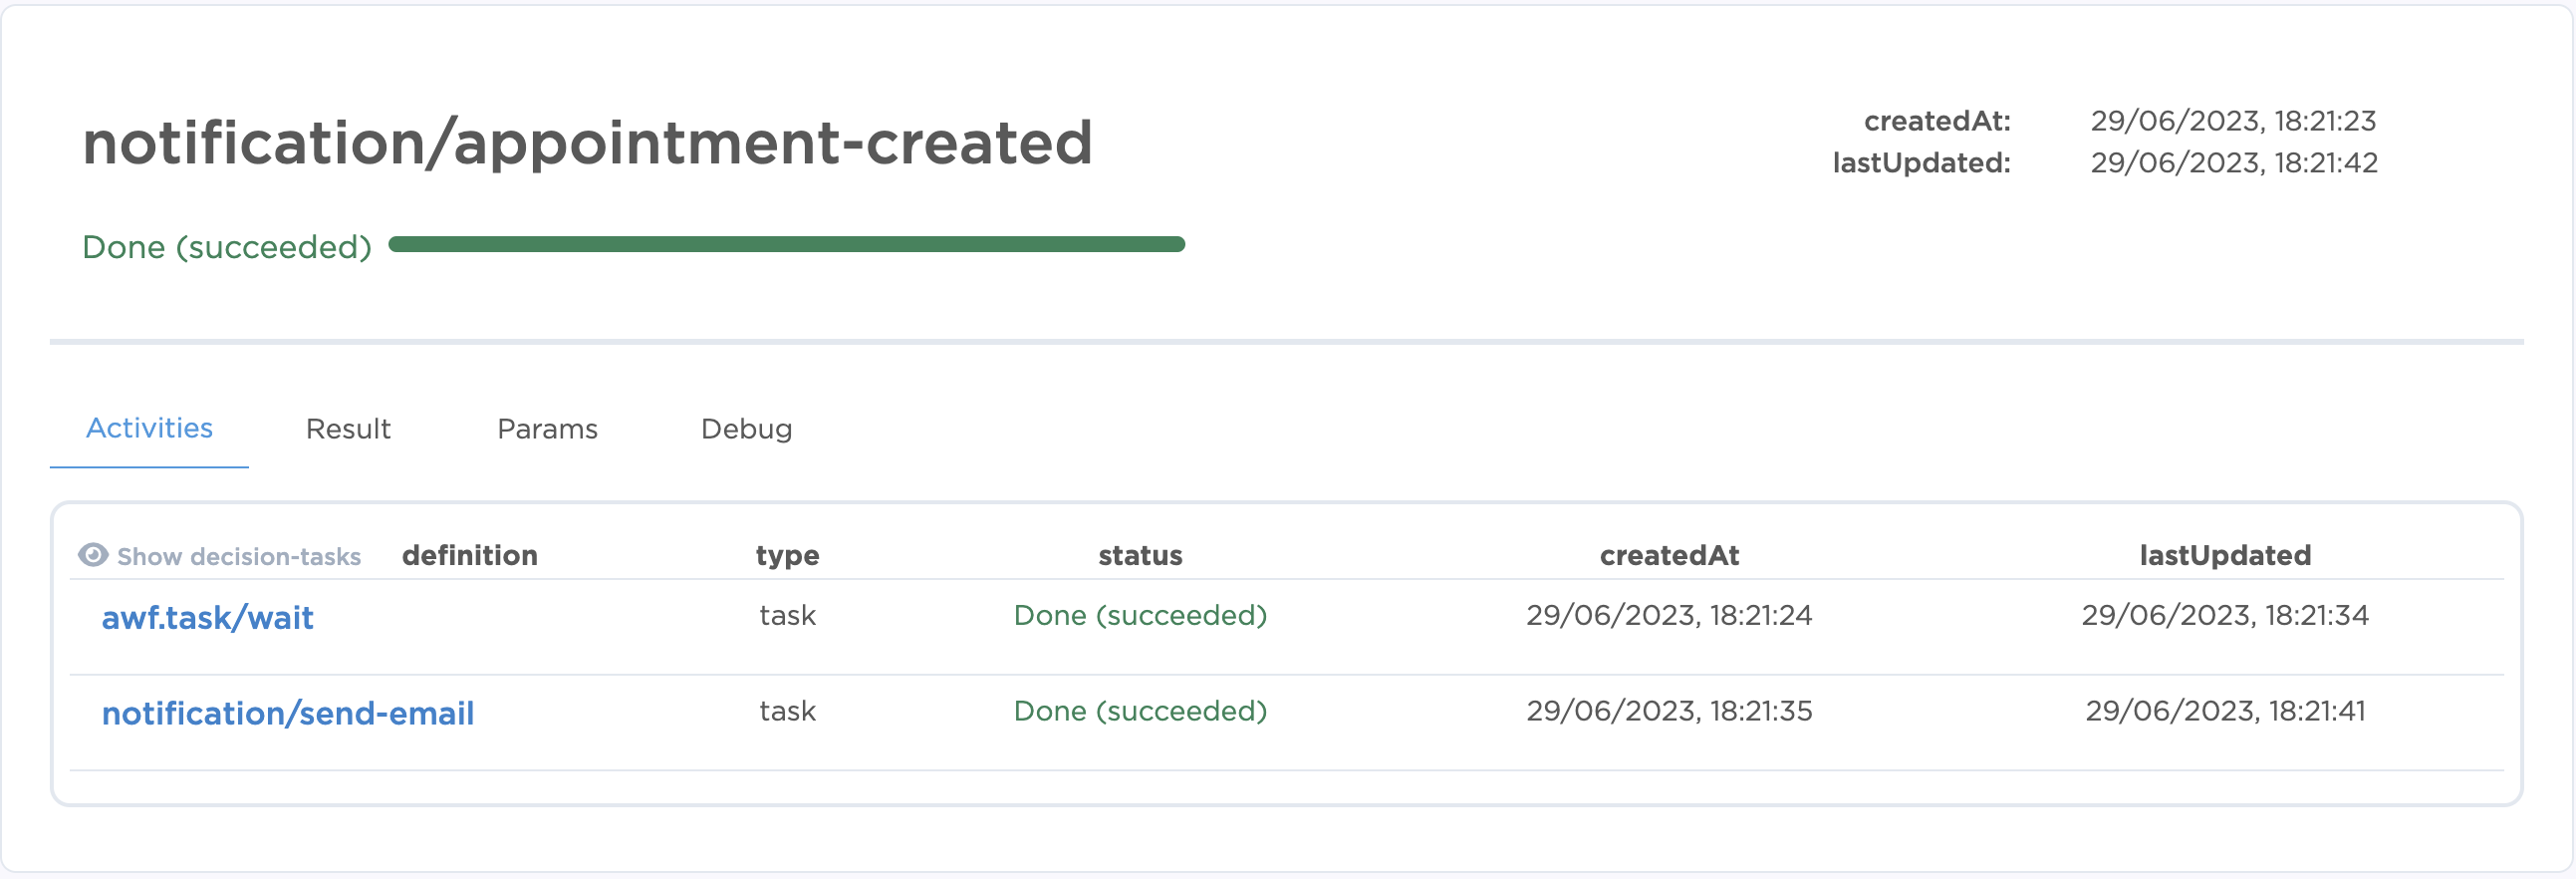 notification/appointment-created
createdAt: 29/06/2023, 18:21:23
lastUpdated: 29/06/2023, 18:21:42
Done (succeeded)
Activities Result Params Debug
Show decision-tasks definition type status createdAt lastUpdated
awf.task/wait task Done (succeeded) 29/06/2023, 18:21:24 29/06/2023, 18:21:34
notification/send-email task Done (succeeded) 29/06/2023, 18:21:35 29/06/2023, 18:21:41